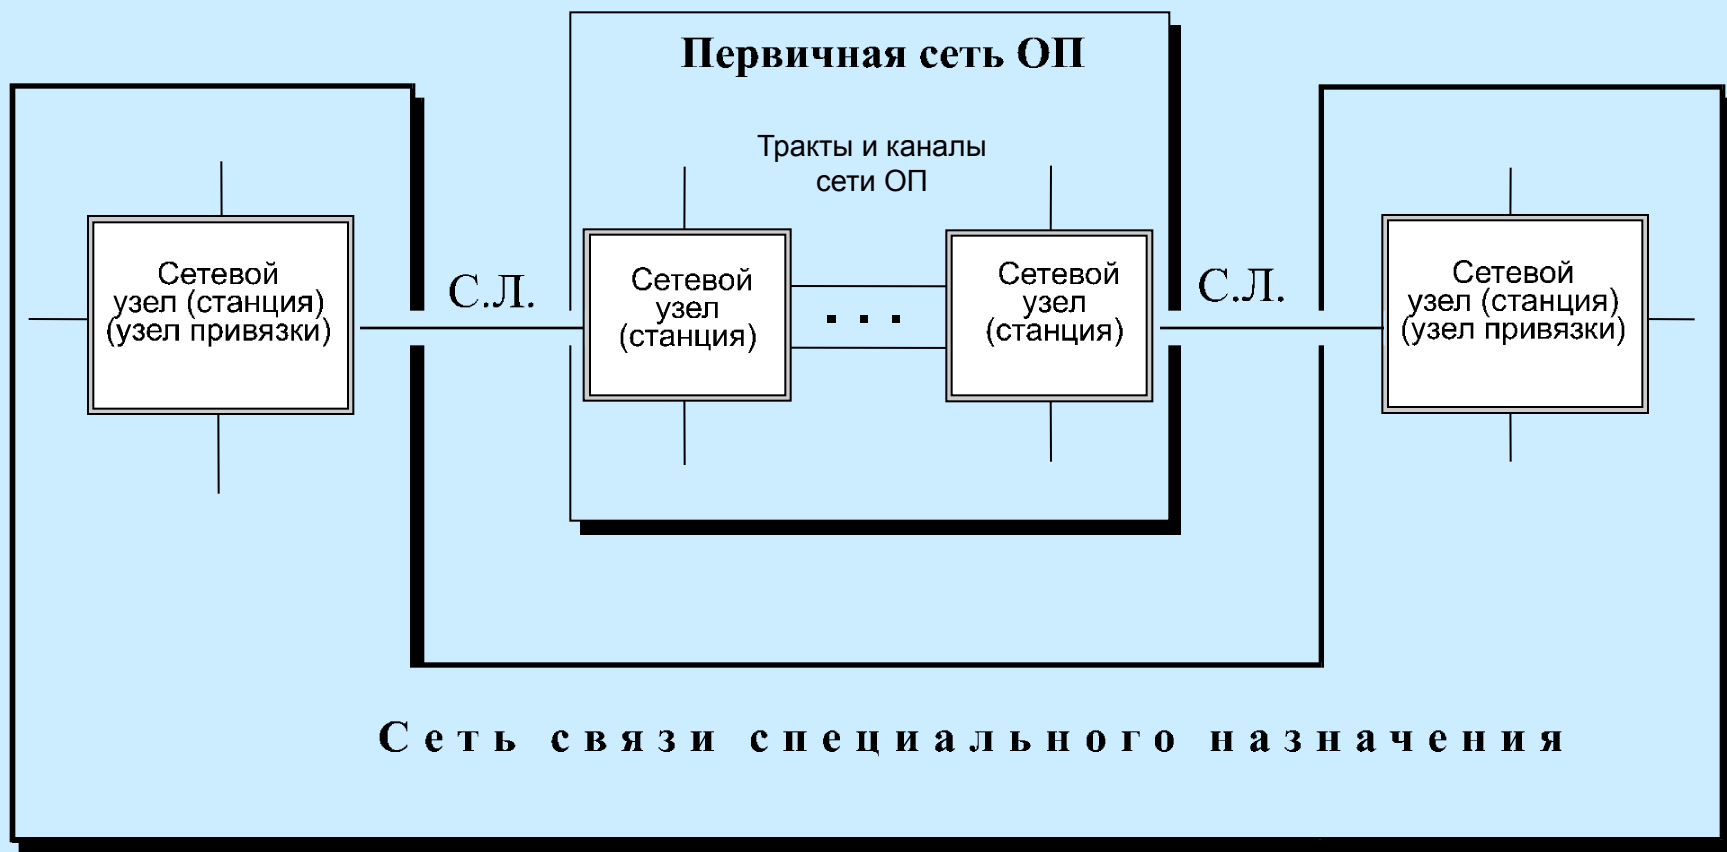 Первичная сеть ОП
Тракты и каналы
сети ОП
Сетевой
узел (станция)
(узел привязки)
С.Л.
Сетевой
узел
(станция)
. . .
Сетевой
узел
(станция)
С.Л.
Сетевой
узел (станция)
(узел привязки)
Сеть связи специального назначения